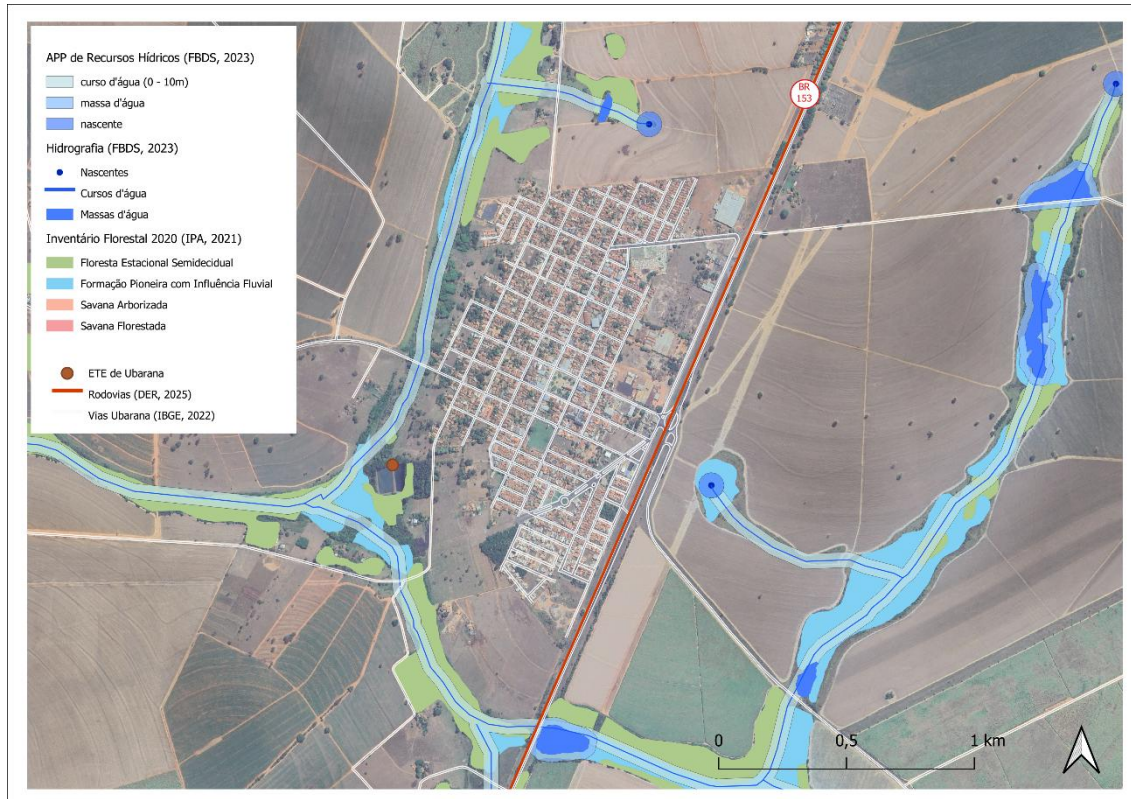 APP de Recursos Hídricos (FBDS, 2023)
curso d'água (0 - 10m)
massa d'água
nascente
Hidrografia (FBDS, 2023)
Nascentes
Cursos d'água
Massas d'água
Inventário Florestal 2020 (IPA, 2021)
Floresta Estacional Semidecidual
Formação Pioneira com Influência Fluvial
Savana Arborizada
Savana Florestada
ETE de Ubarana
Rodovias (DER, 2025)
Vias Ubarana (IBGE, 2022)
BR
153
0 0,5 1 km